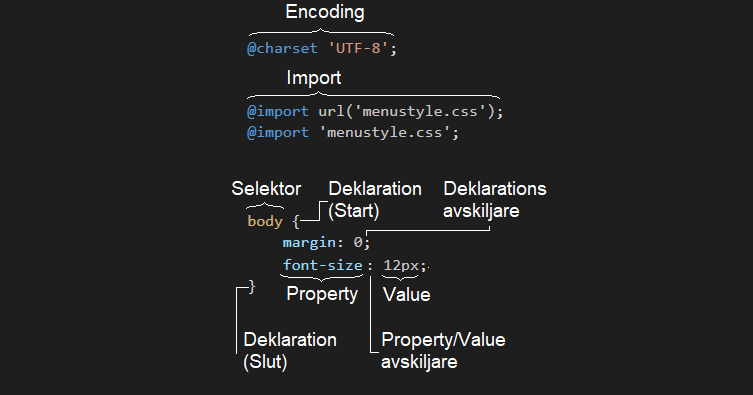 Encoding
@charset 'UTF-8';
Import
@import url('menustyle.css');
@import 'menustyle.css';
Selektor
Deklaration
(Start)
Deklarations
avskiljare
body {
margin: 0;
font-size: 12px;
}
Property
Value
Deklaration
(Slut)
Property/Value
avskiljare